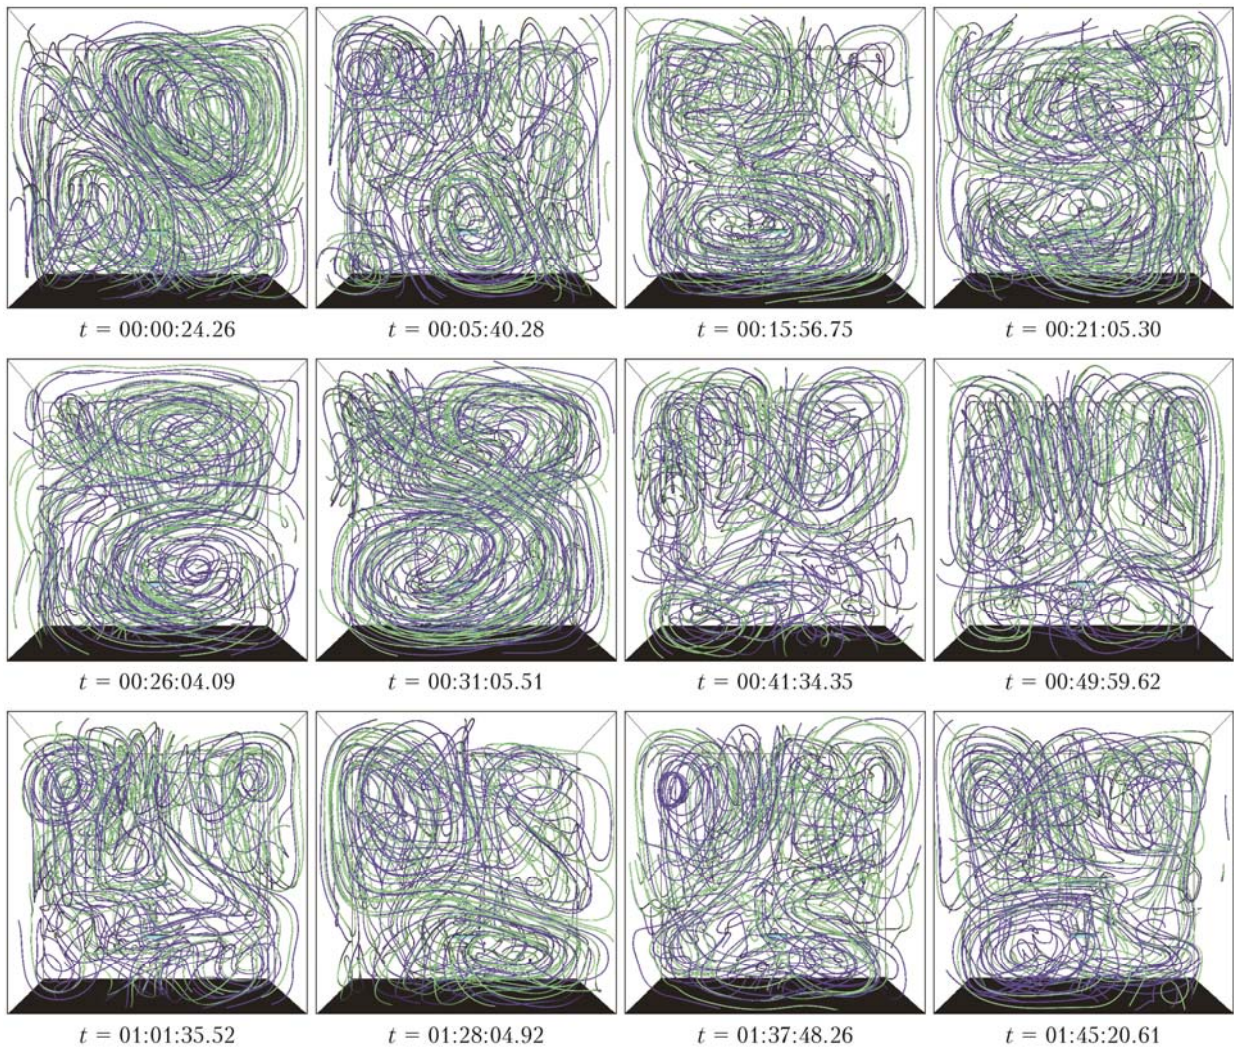 t = 00:00:24.26
t = 00:05:40.28
t = 00:15:56.75
t = 00:21:05.30
t = 00:26:04.09
t = 00:31:05.51
t = 00:41:34.35
t = 00:49:59.62
t = 01:01:35.52
t = 01:28:04.92
t = 01:37:48.26
t = 01:45:20.61